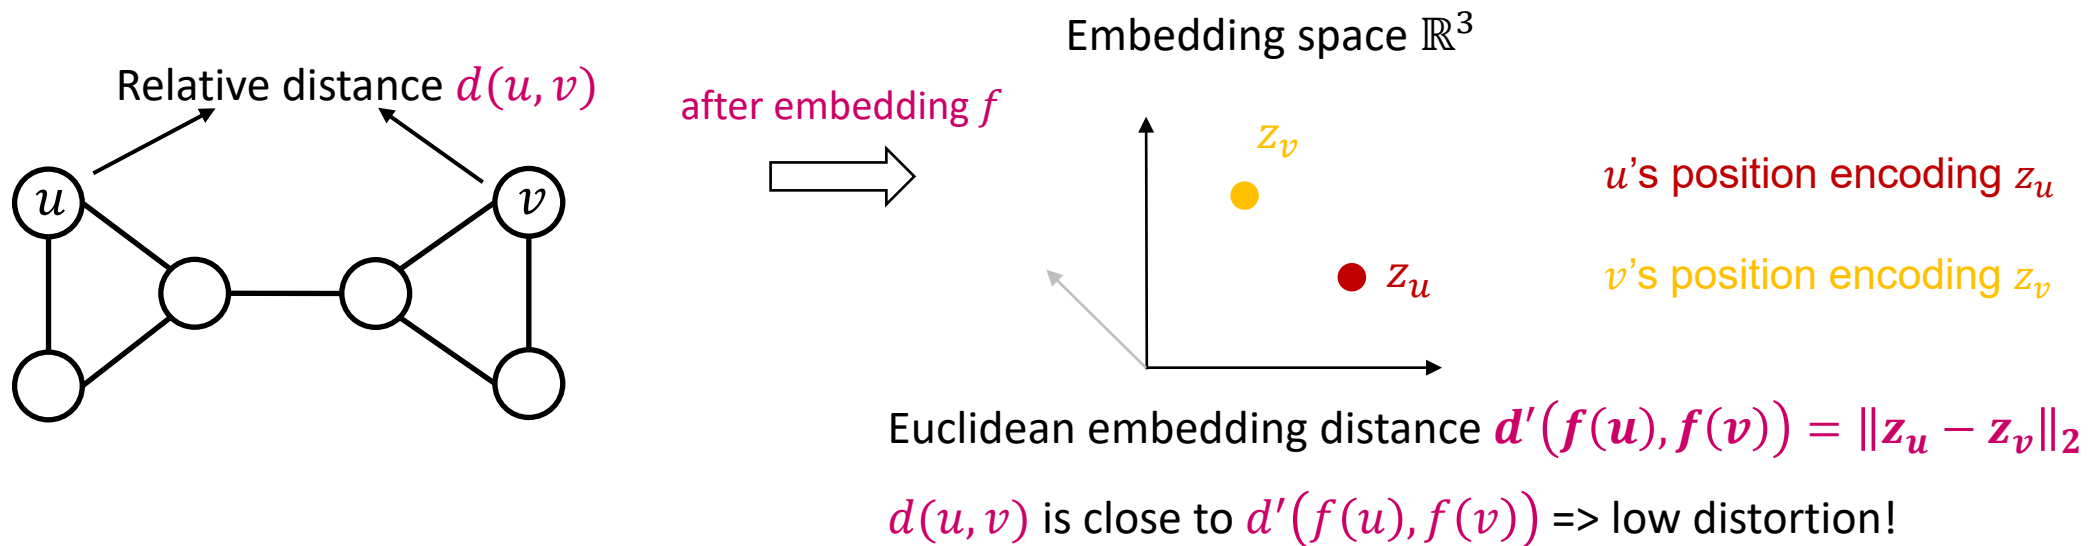 Embedding space ℝ³
Relative distance d(u, v)
after embedding f
z_v
u
v
z_u
u's position encoding z_u
v's position encoding z_v
Euclidean embedding distance d′(f(u), f(v)) = ‖z_u − z_v‖₂
d(u, v) is close to d′(f(u), f(v)) => low distortion!